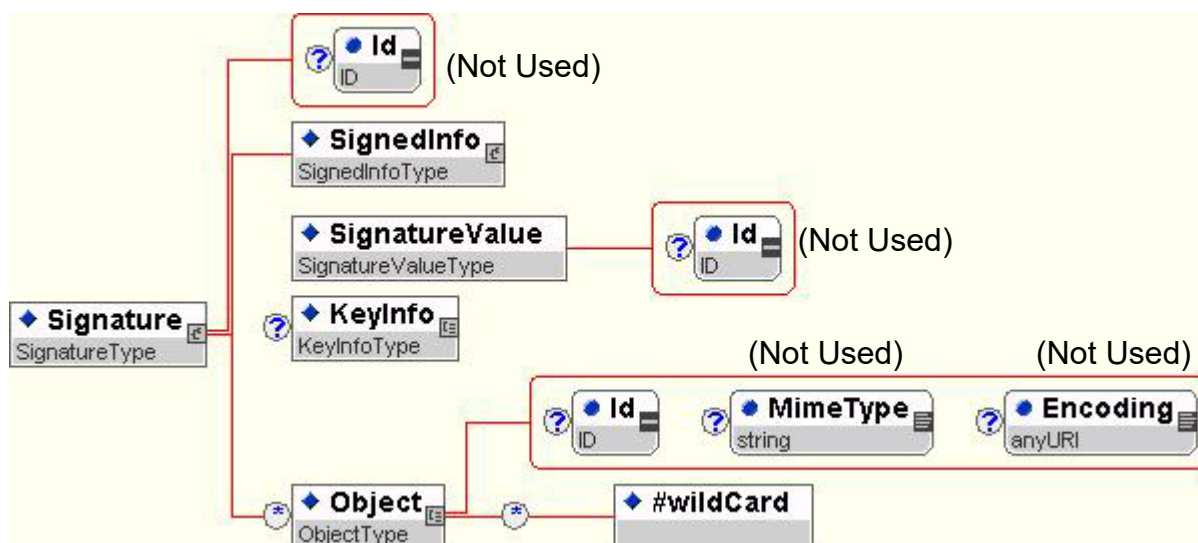 Id
ID
(Not Used)
SignedInfo
SignedInfoType
SignatureValue
SignatureValueType
? Id
ID
(Not Used)
Signature
SignatureType
? KeyInfo
KeyInfoType
(Not Used) (Not Used)
? Id ? MimeType ? Encoding
ID string anyURI
* Object * #wildCard
ObjectType